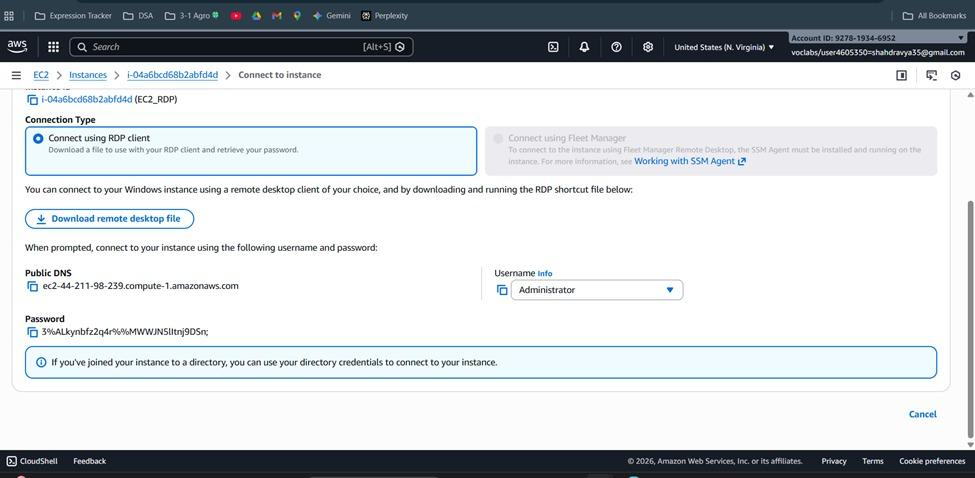 Expression Tracker DSA 3-1 Agro Gemini Perplexity All Bookmarks
aws Search [Alt+S] United States (N. Virginia) Account ID: 9278-1934-6952
voclabs/user4605350=shahdravya35@gmail.com
EC2 Instances i-04a6bcd68b2abfd4d Connect to instance
i-04a6bcd68b2abfd4d (EC2_RDP)
Connection Type
Connect using RDP client
Download a file to use with your RDP client and retrieve your password.
Connect using Fleet Manager
To connect to the instance using Fleet Manager Remote Desktop, the SSM Agent must be installed and running on the
instance. For more information, see Working with SSM Agent
You can connect to your Windows instance using a remote desktop client of your choice, and by downloading and running the RDP shortcut file below:
Download remote desktop file
When prompted, connect to your instance using the following username and password:
Public DNS
ec2-44-211-98-239.compute-1.amazonaws.com
Username Info
Administrator
Password
3%ALkynbfz2q4r%%MWWJN5lItnj9DSn;
If you've joined your instance to a directory, you can use your directory credentials to connect to your instance.
Cancel
CloudShell Feedback © 2026, Amazon Web Services, Inc. or its affiliates. Privacy Terms Cookie preferences